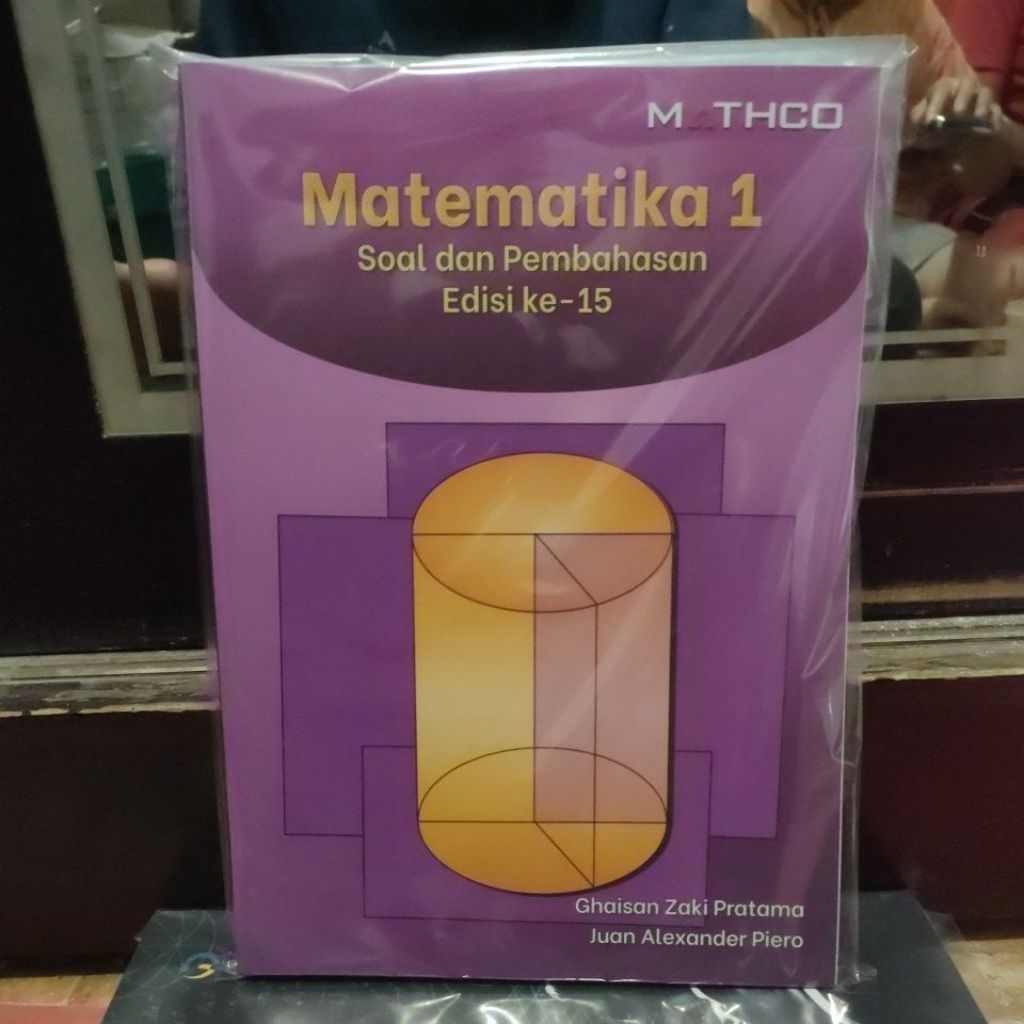 MATHCO
Matematika 1
Soal dan Pembahasan
Edisi ke-15
Ghaisan Zaki Pratama
Juan Alexander Piero